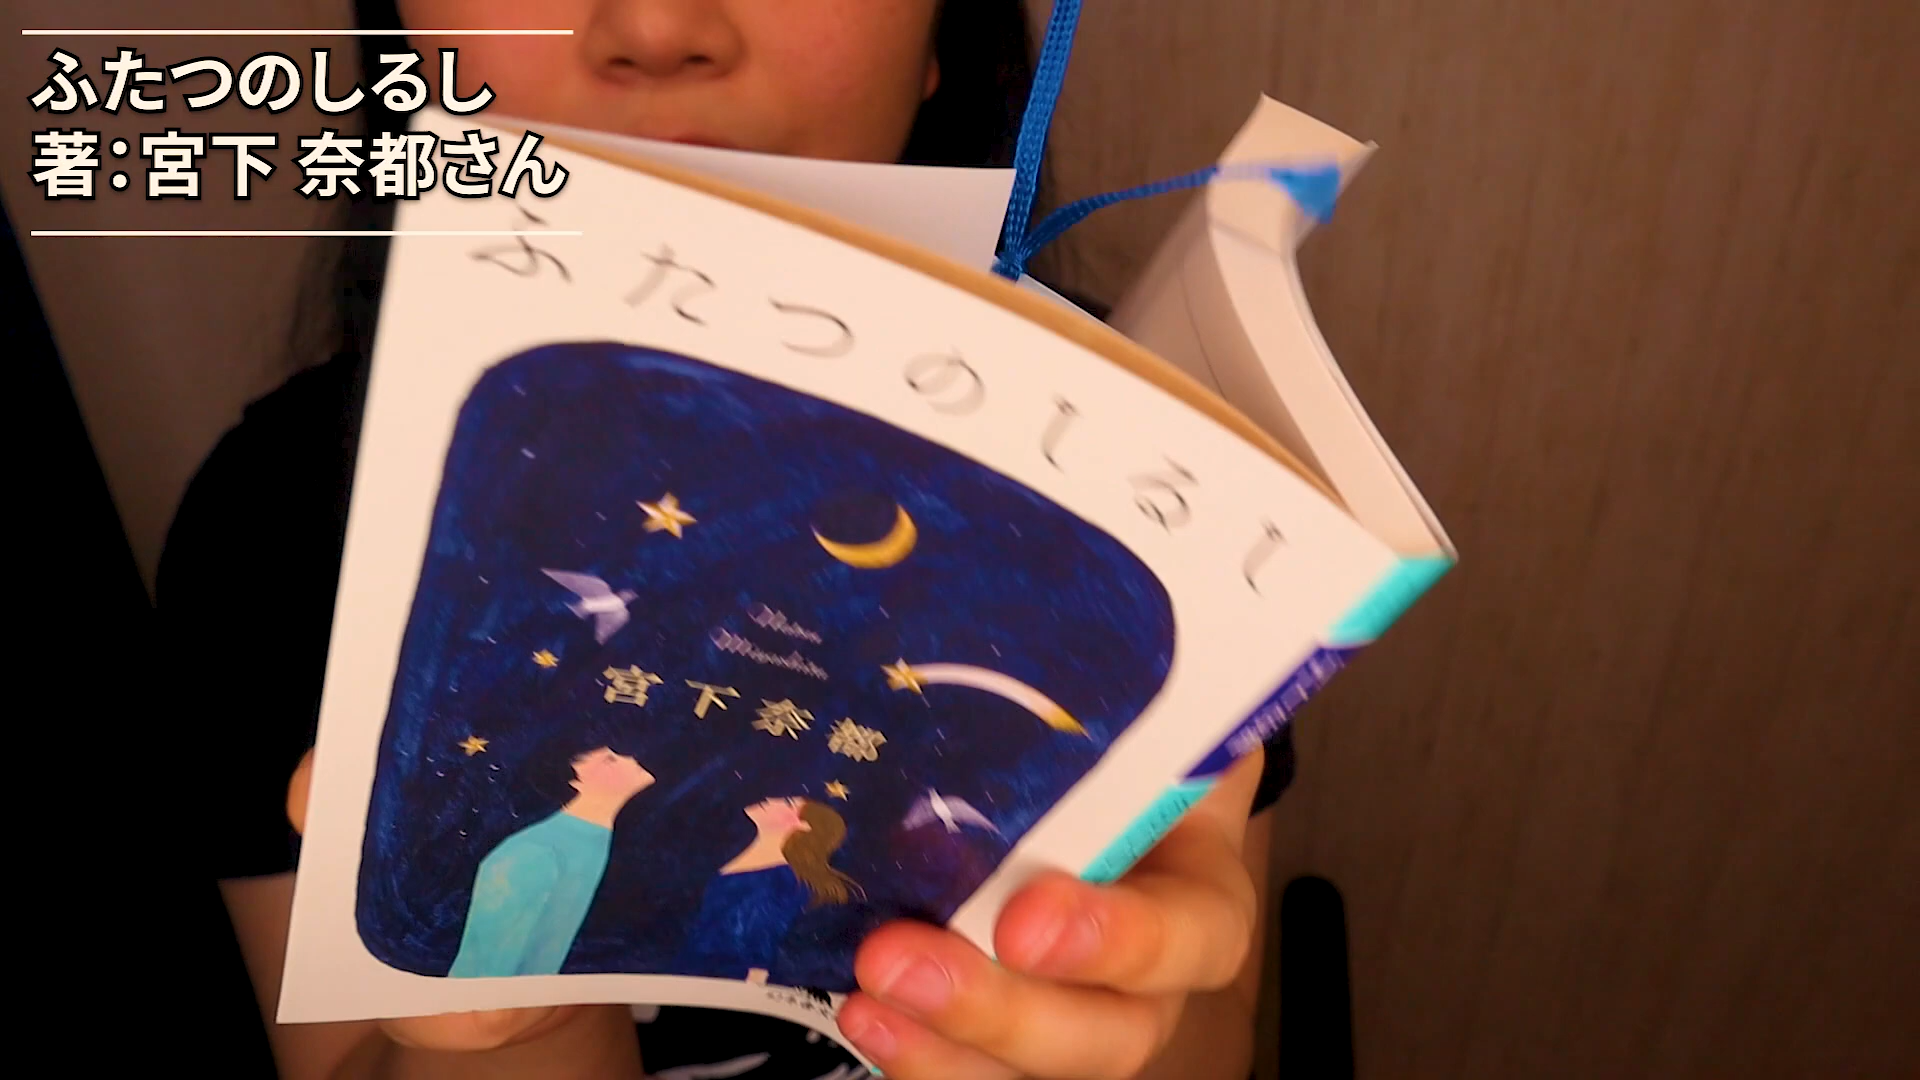 ふたつのしるし
著：宮下 奈都さん
ふたつのしるし
宮下奈都